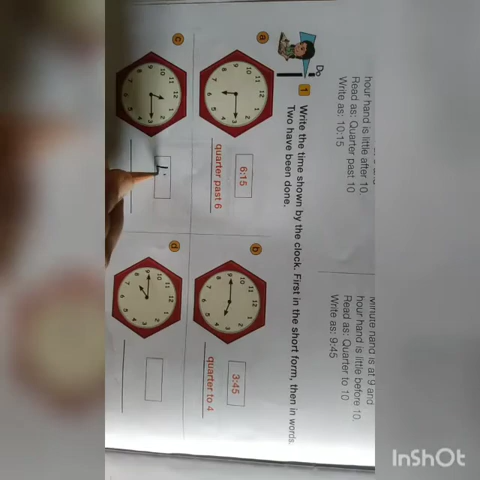 hour hand is little after 10.
Read as: Quarter past 10
Write as: 10:15
Minute hand is at 9 and
hour hand is little before 10.
Read as: Quarter to 10
Write as: 9:45
Do
1 Write the time shown by the clock. First in the short form, then in words.
Two have been done.
a
6:15
quarter past 6
b
3:45
quarter to 4
c
d
InShOt